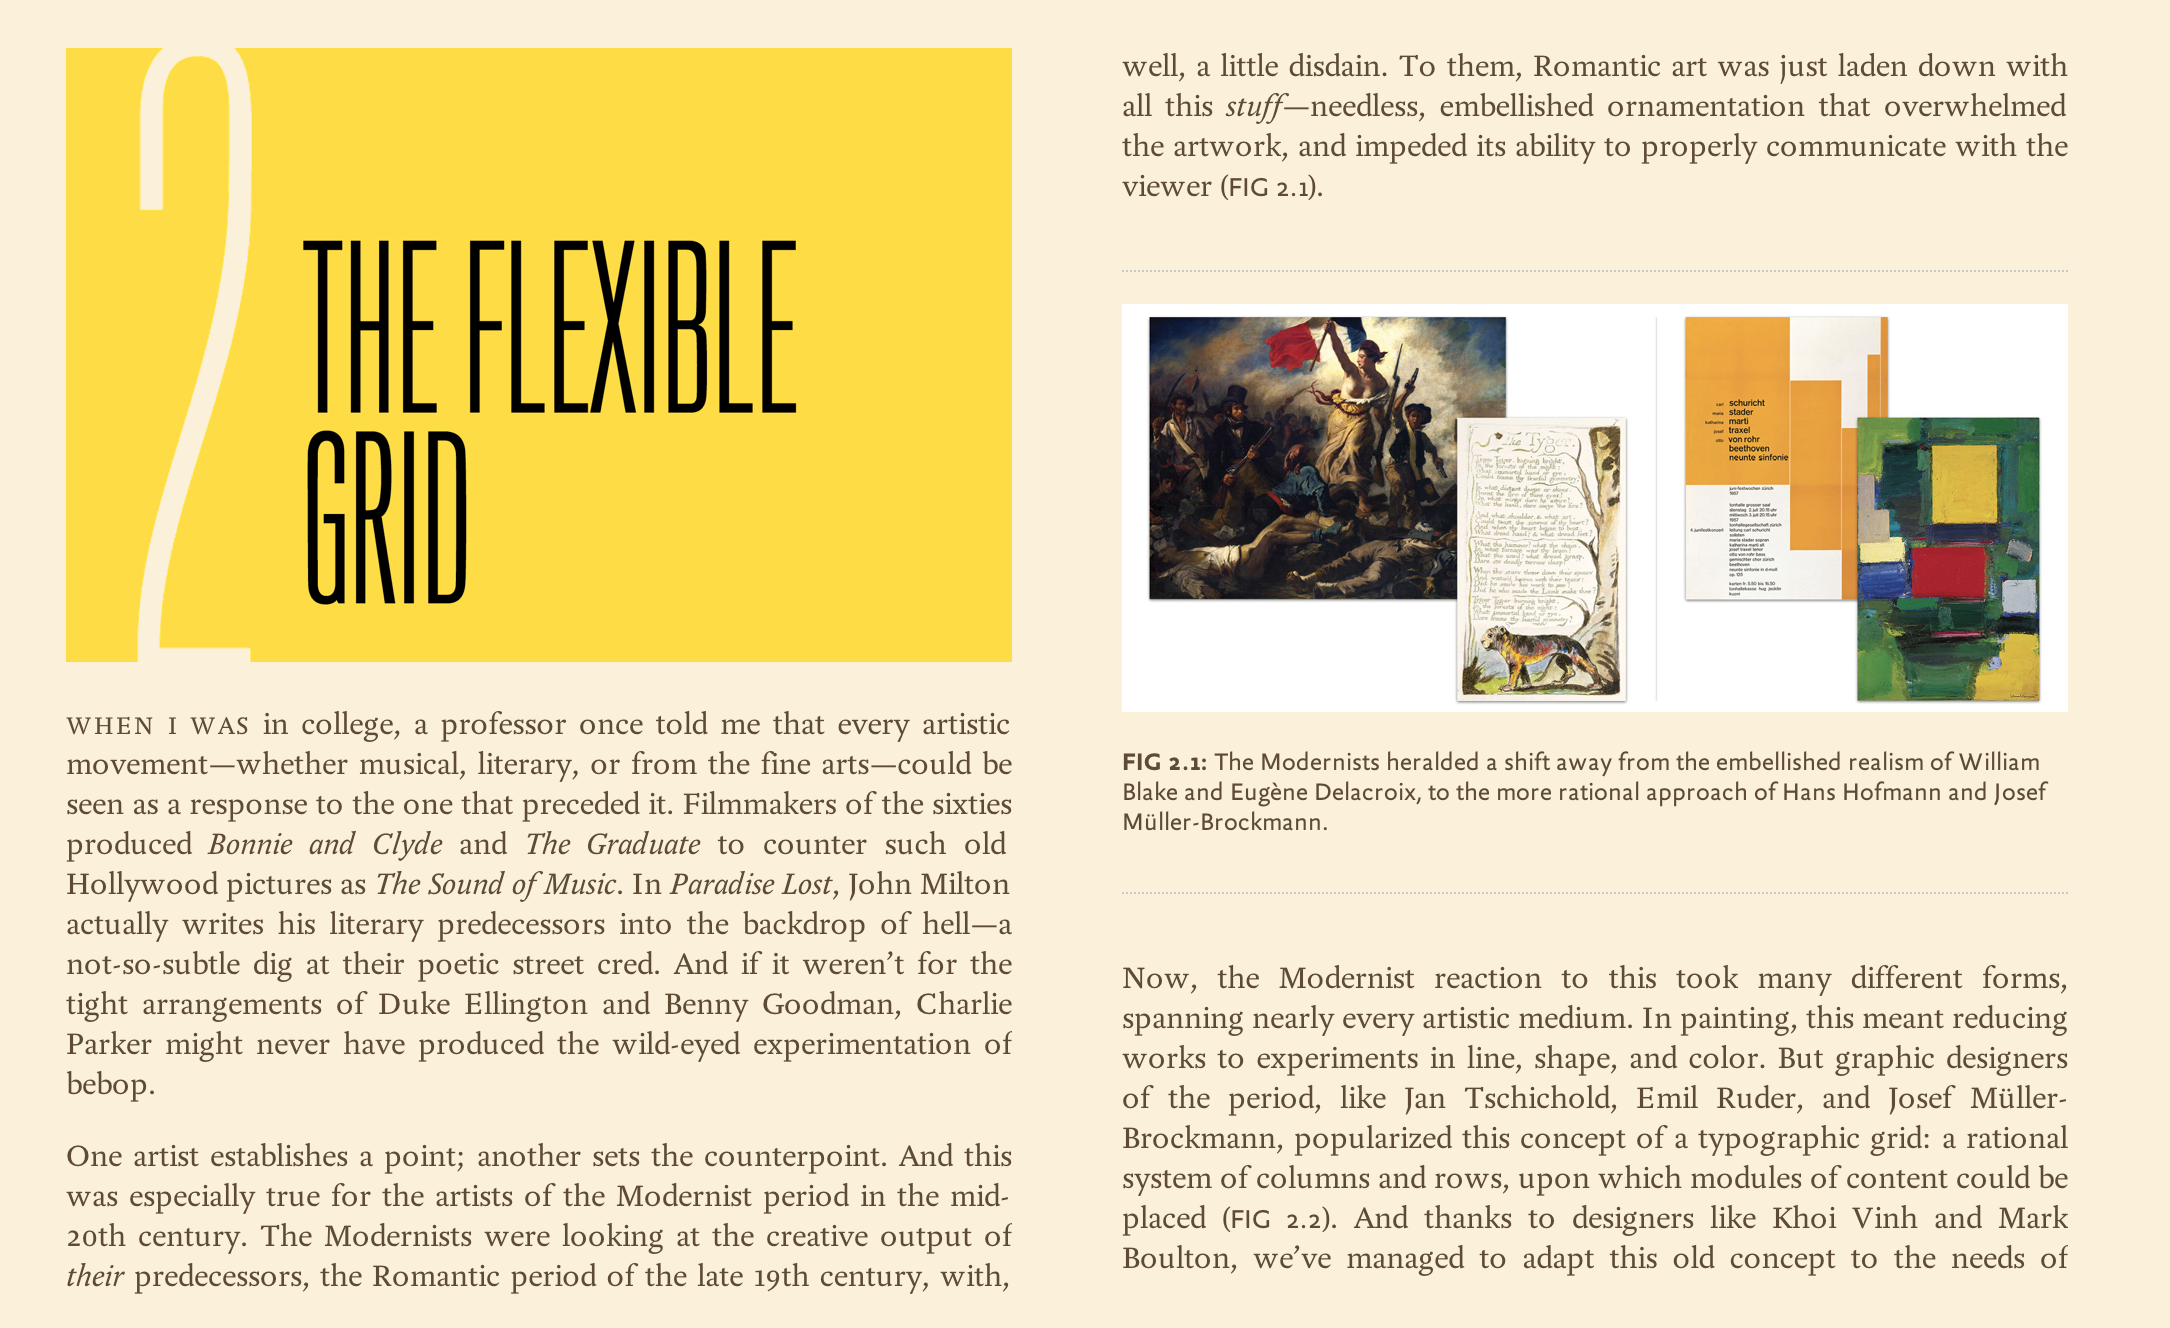 2
THE FLEXIBLE
GRID
WHEN I WAS in college, a professor once told me that every artistic
movement—whether musical, literary, or from the fine arts—could be
seen as a response to the one that preceded it. Filmmakers of the sixties
produced Bonnie and Clyde and The Graduate to counter such old
Hollywood pictures as The Sound of Music. In Paradise Lost, John Milton
actually writes his literary predecessors into the backdrop of hell—a
not-so-subtle dig at their poetic street cred. And if it weren’t for the
tight arrangements of Duke Ellington and Benny Goodman, Charlie
Parker might never have produced the wild-eyed experimentation of
bebop.
One artist establishes a point; another sets the counterpoint. And this
was especially true for the artists of the Modernist period in the mid-
20th century. The Modernists were looking at the creative output of
their predecessors, the Romantic period of the late 19th century, with,
well, a little disdain. To them, Romantic art was just laden down with
all this stuff—needless, embellished ornamentation that overwhelmed
the artwork, and impeded its ability to properly communicate with the
viewer (FIG 2.1).
The Tyger.
carl schuricht
maria stader
katharina marti
josef traxel
otto von rohr
beethoven
neunte sinfonie
juni-festwochen zürich
1957
tonhalle grosser saal
FIG 2.1: The Modernists heralded a shift away from the embellished realism of William
Blake and Eugène Delacroix, to the more rational approach of Hans Hofmann and Josef
Müller-Brockmann.
Now, the Modernist reaction to this took many different forms,
spanning nearly every artistic medium. In painting, this meant reducing
works to experiments in line, shape, and color. But graphic designers
of the period, like Jan Tschichold, Emil Ruder, and Josef Müller-
Brockmann, popularized this concept of a typographic grid: a rational
system of columns and rows, upon which modules of content could be
placed (FIG 2.2). And thanks to designers like Khoi Vinh and Mark
Boulton, we’ve managed to adapt this old concept to the needs of